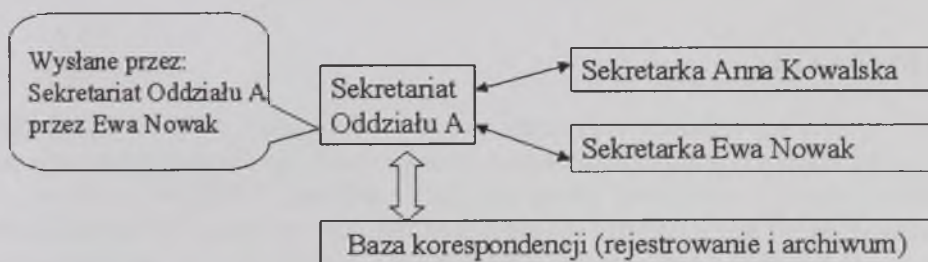 Wysłane przez:
Sekretariat Oddziału A
przez Ewa Nowak
Sekretariat
Oddziału A
Sekretarka Anna Kowalska
Sekretarka Ewa Nowak
Baza korespondencji (rejestrowanie i archiwum)